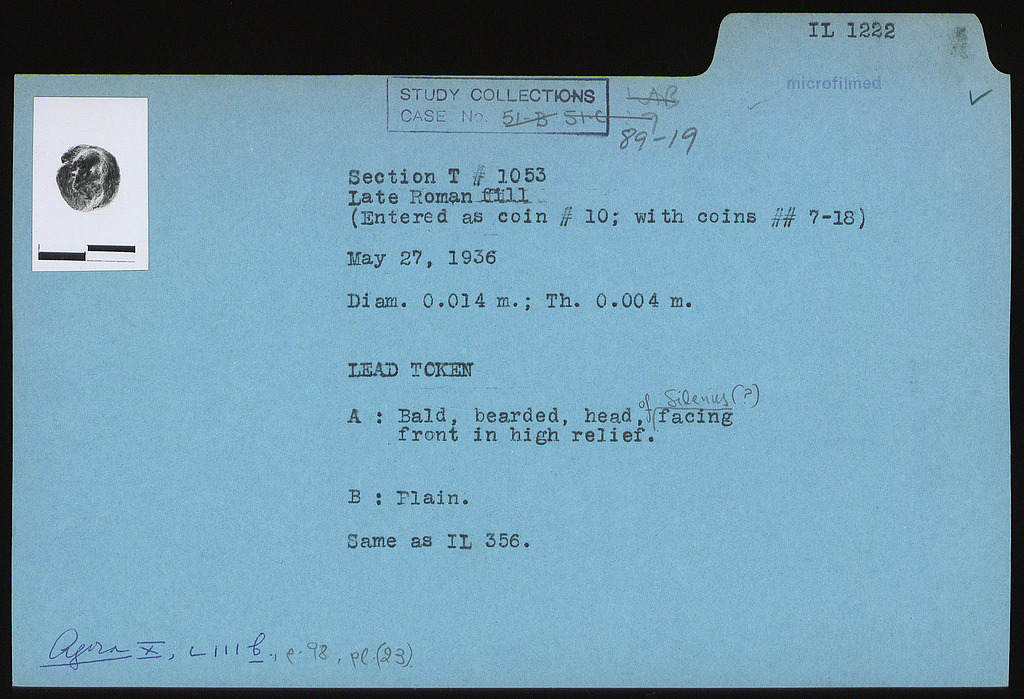 IL 1222
microfilmed
STUDY COLLECTIONS
CASE No. 51-B 51-C
LAB
89-19
Section T # 1053
Late Roman fill
(Entered as coin # 10; with coins ## 7-18)
May 27, 1936
Diam. 0.014 m.; Th. 0.004 m.
LEAD TOKEN
A : Bald, bearded, head, of Silenus(?) facing
front in high relief.
B : Plain.
Same as IL 356.
Agora X, L 111 b., p. 98, pl.(23)